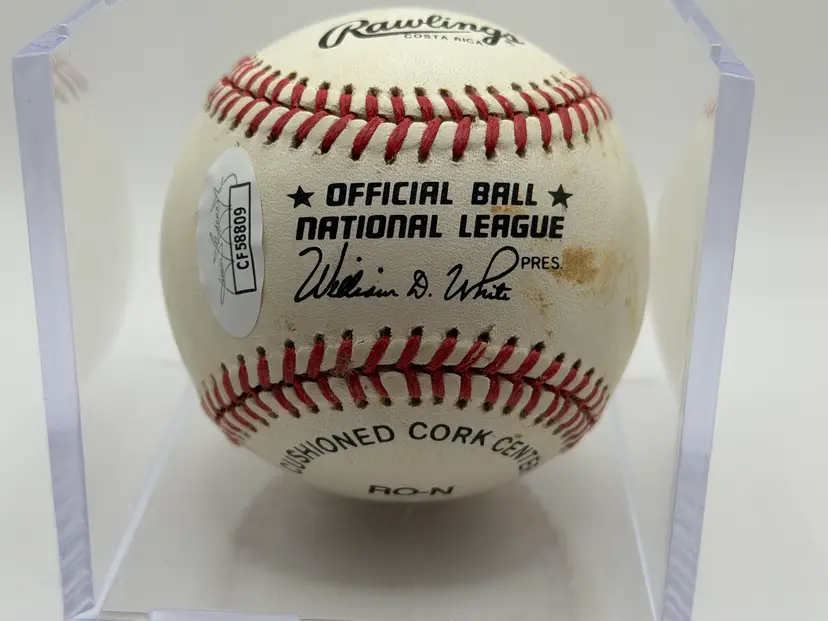 Rawlings
COSTA RICA
★ OFFICIAL BALL ★
NATIONAL LEAGUE
William D. White PRES.
CF58809
CUSHIONED CORK CENTER
RO-N